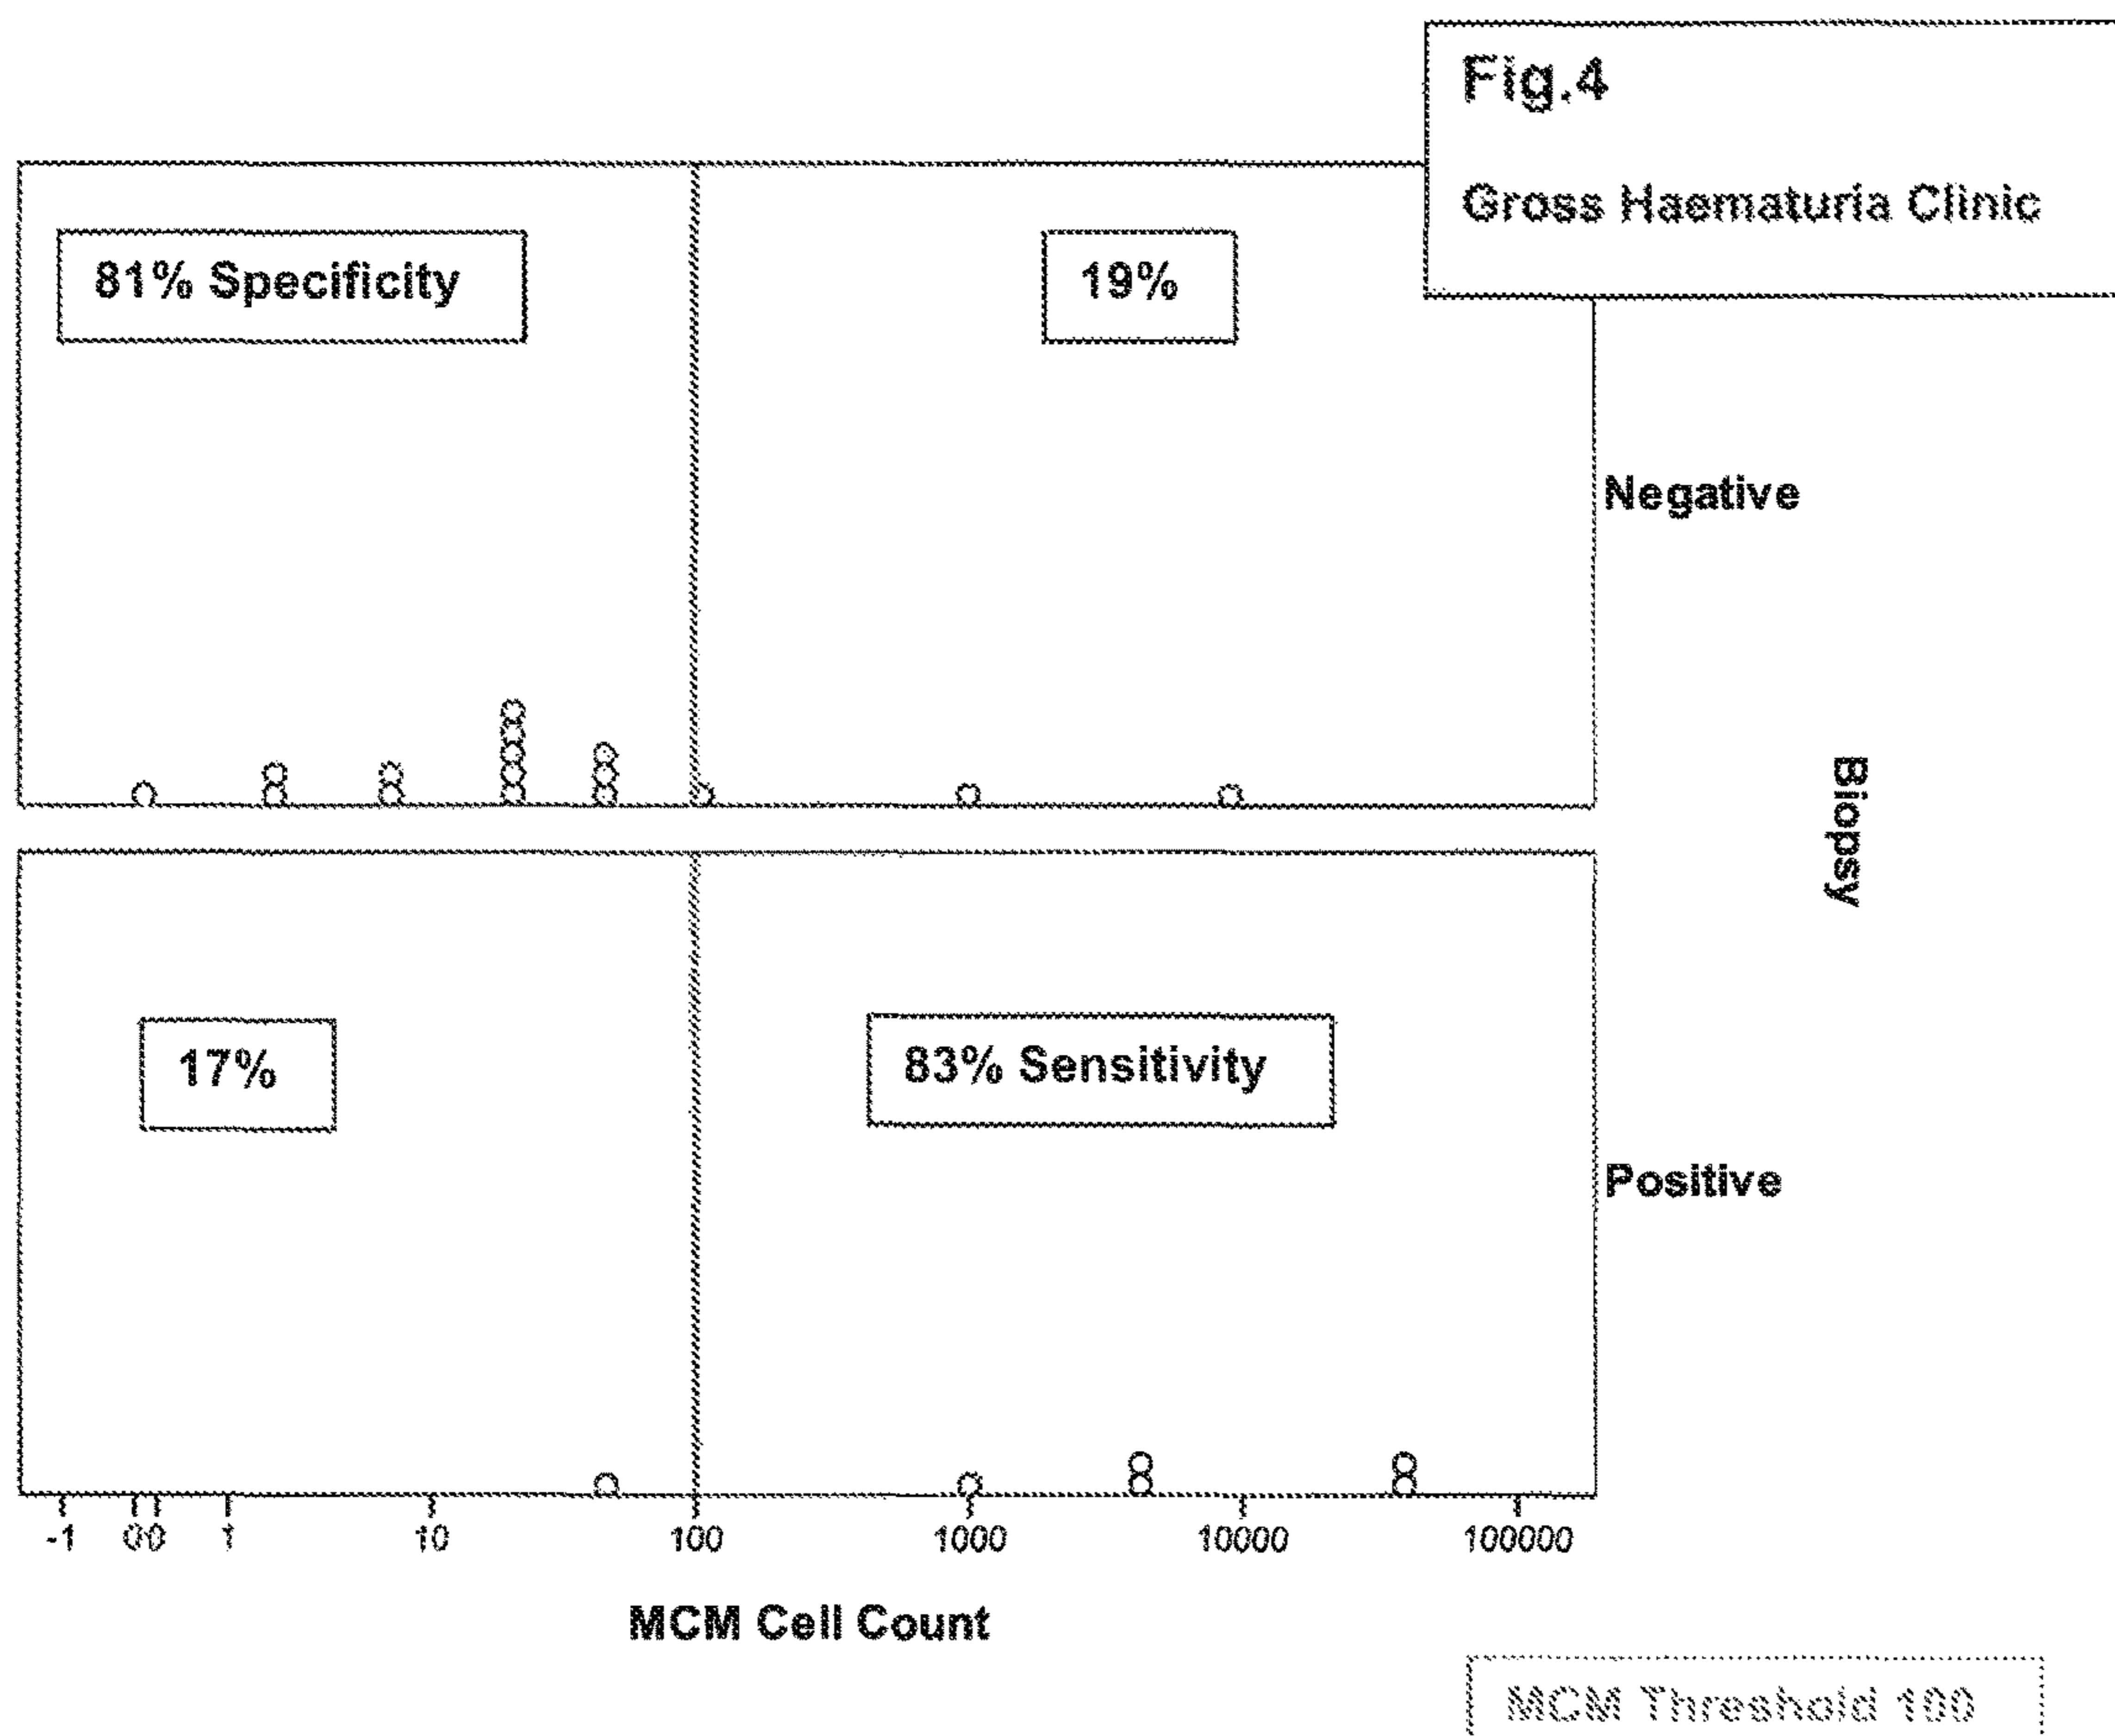 Fig.4
Gross Haematuria Clinic
81% Specificity
19%
Negative
Biopsy
17%
83% Sensitivity
Positive
-1 0 0 1 10 100 1000 10000 100000
MCM Cell Count
MCM Threshold 100